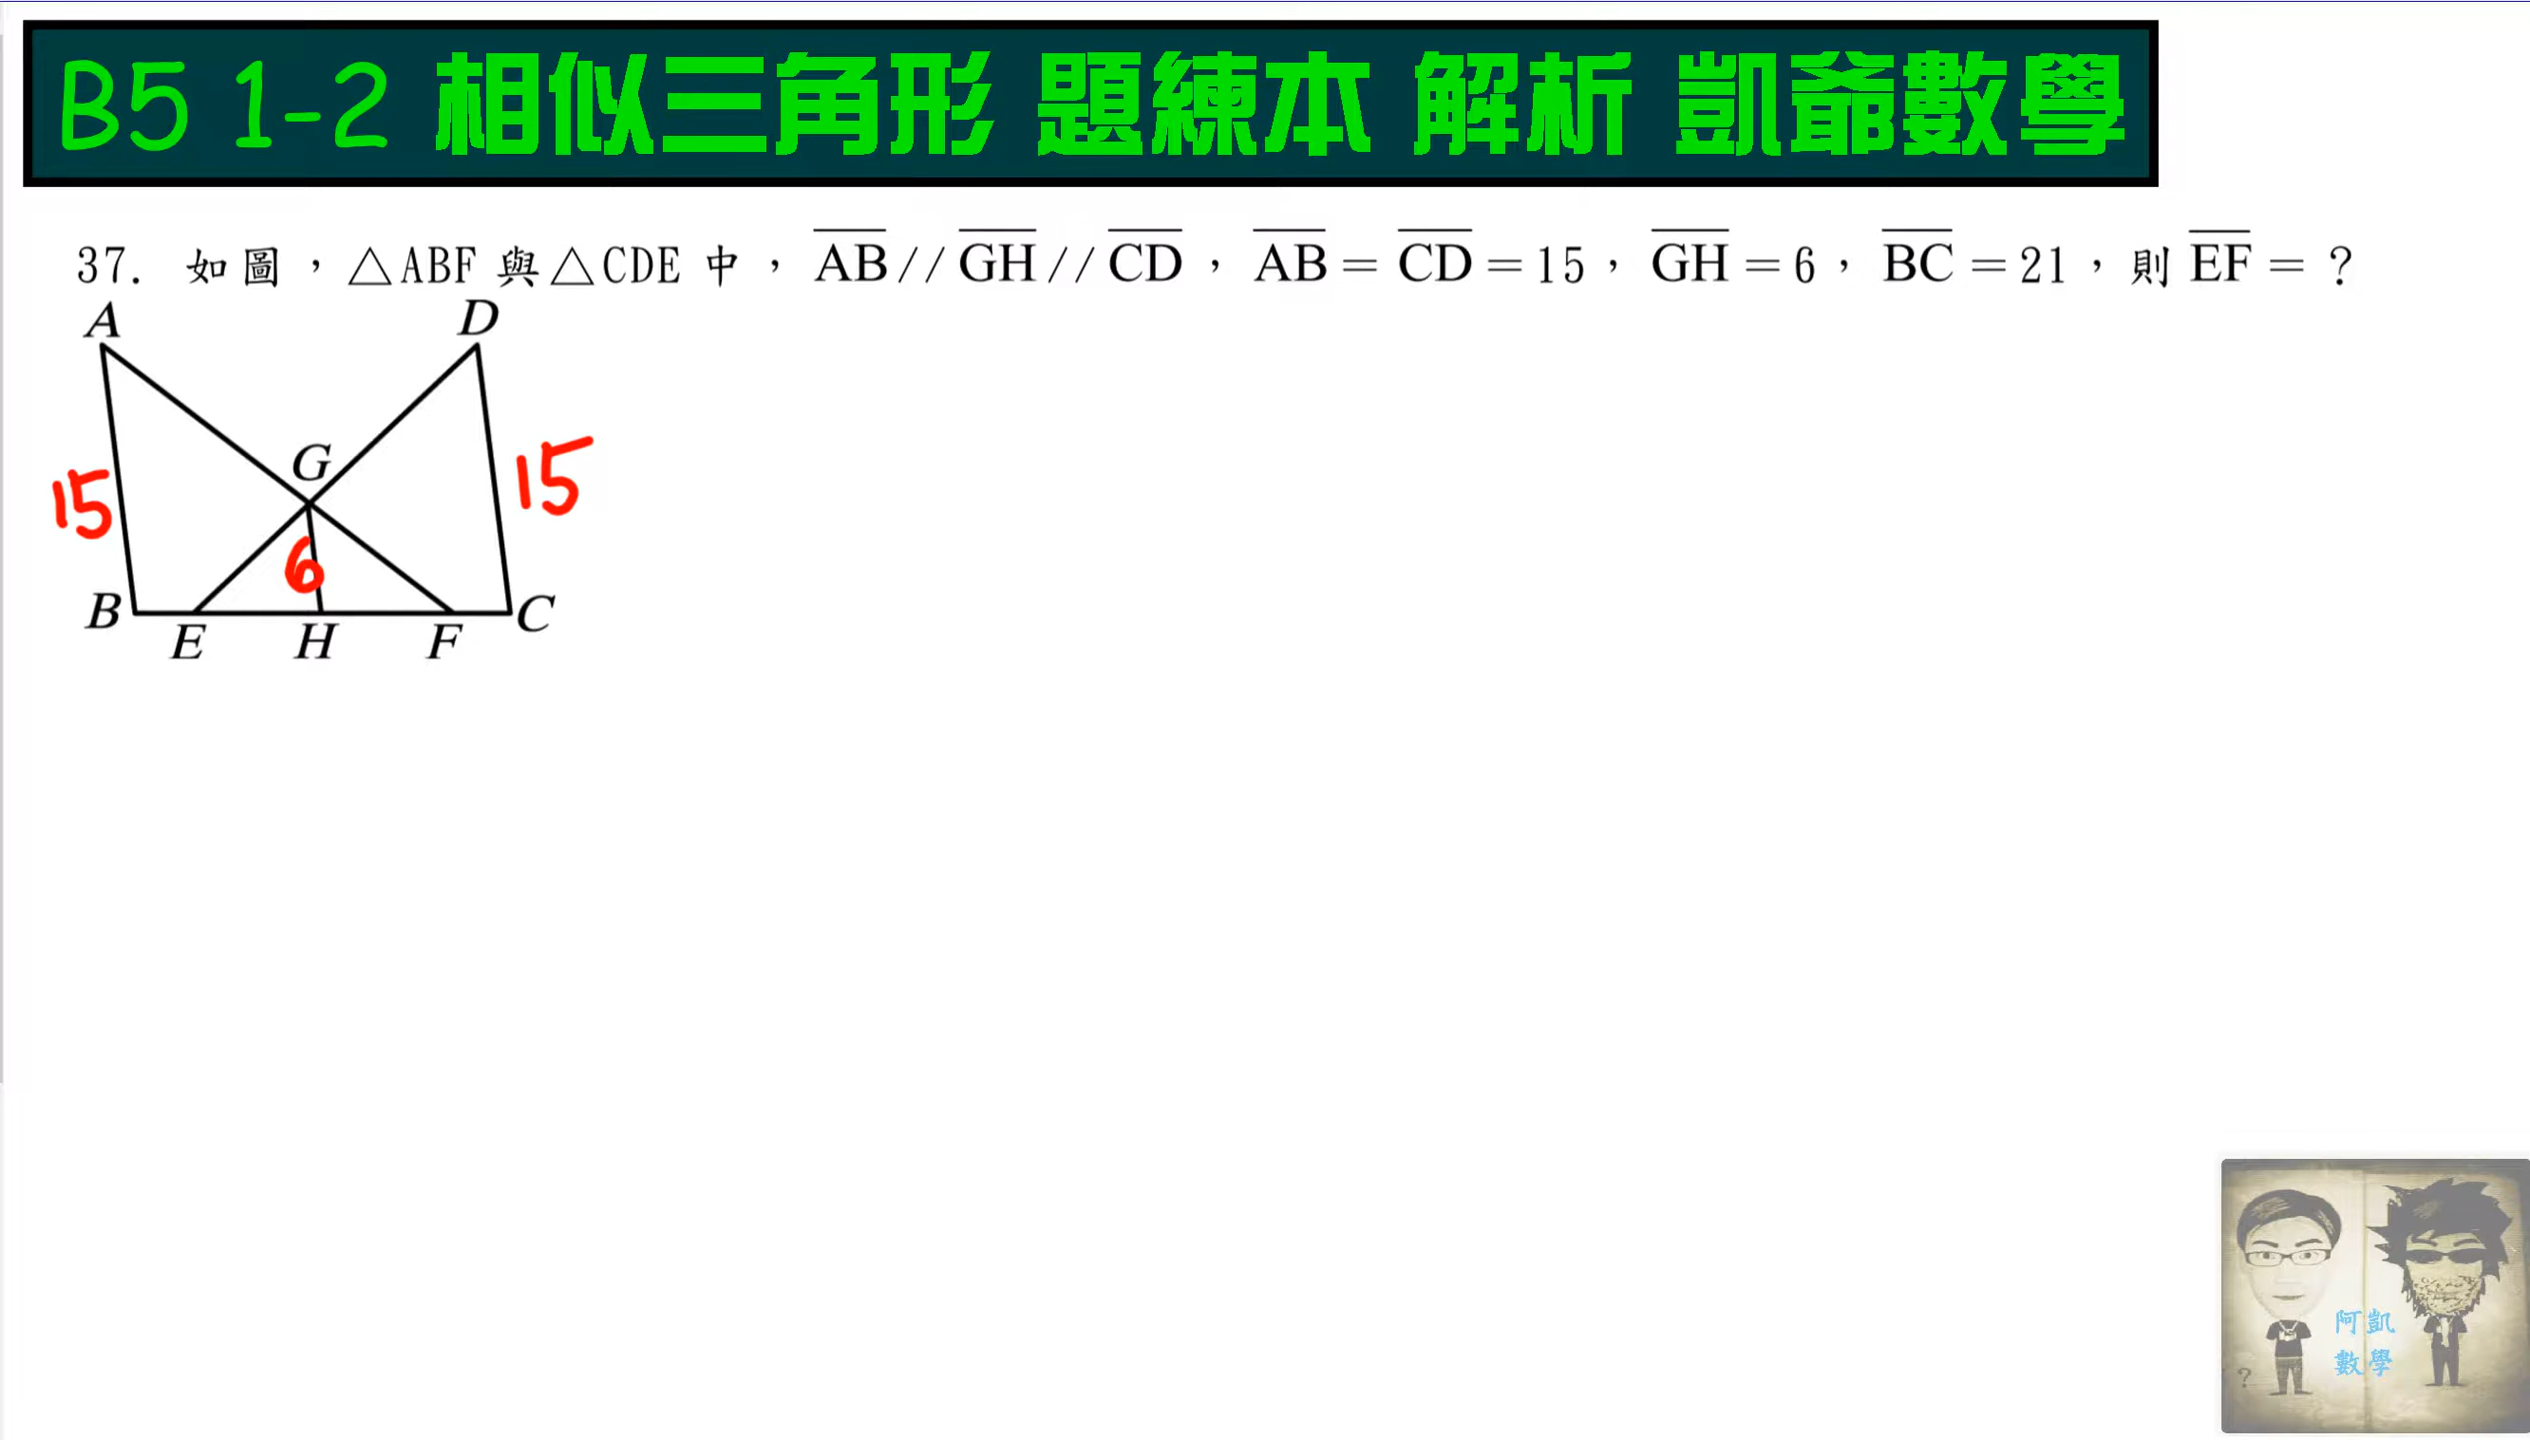 B5 1-2 相似三角形 題練本 解析 凱爺數學
37. 如圖，△ABF 與△CDE 中，AB//GH//CD，AB=CD=15，GH=6，BC=21，則 EF=？
A
D
G
15
15
6
B
C
E
H
F
阿凱
數學
?